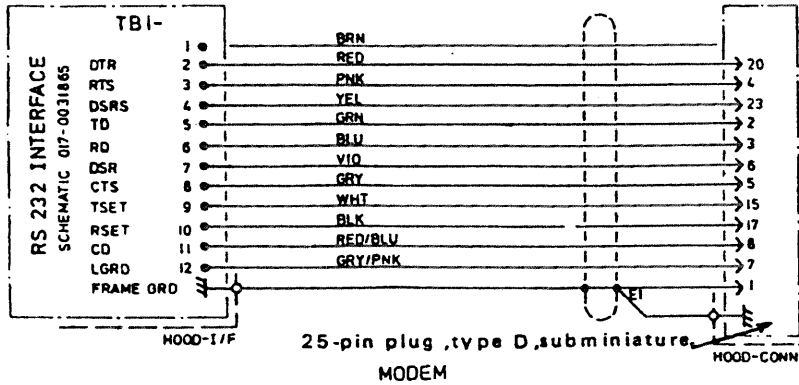 TB1-
RS 232 INTERFACE
SCHEMATIC 017-0031865
1 BRN
DTR 2 RED 20
RTS 3 PNK 4
DSRS 4 YEL 23
TD 5 GRN 2
RD 6 BLU 3
DSR 7 VIO 6
CTS 8 GRY 5
TSET 9 WHT 15
RSET 10 BLK 17
CD 11 RED/BLU 8
LGRD 12 GRY/PNK 7
FRAME GRD 1
E1
HOOD-I/F
25-pin plug, type D, subminiature
HOOD-CONN
MODEM